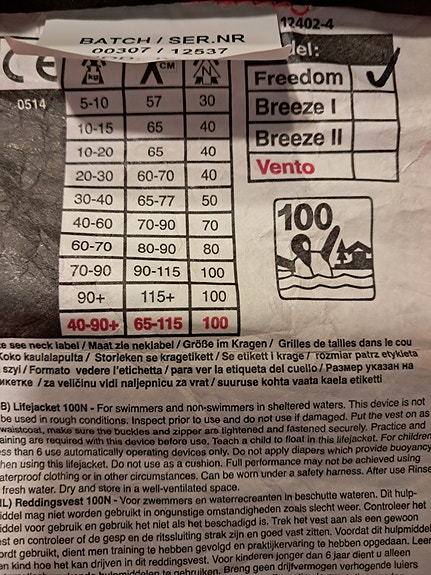 12402-4
BATCH / SER.NR
00307 / 12537
del:
CE
kg CM N
0514
Freedom ✓
Breeze I
Breeze II
Vento
5-10 57 30
10-15 65 40
10-20 65 40
20-30 60-70 40
30-40 65-77 50
40-60 70-90 70
60-70 80-90 80
70-90 90-115 100
90+ 115+ 100
40-90+ 65-115 100
100
e see neck label / Maat zie neklabel / Größe im Kragen / Grilles de tailles dans le cou
Koko kaulalapulta / Storleken se kragetikett / Se etikett i krage / rozmiar patrz etykieta
szyi / Formato vedere l'etichetta / para ver la etiqueta del cuello / Размер указан на
икетке / za veličinu vidi naljepnicu za vrat / suuruse kohta vaata kaela etiketti
B) Lifejacket 100N - For swimmers and non-swimmers in sheltered waters. This device is not
be used in rough conditions. Inspect prior to use and do not use if damaged. Put the vest on as
waistcoat, make sure the buckles and zipper are tightened and fastened securely. Practice and
aining are required with this device before use. Teach a child to float in this lifejacket. For children
ess than 6 use automatically operating devices only. Do not apply diapers which provide buoyancy
hen using this lifejacket. Do not use as a cushion. Full performance may not be achieved using
aterproof clothing or in other circumstances. Can be worn under a safety harness. After use Rinse
fresh water. Dry and store in a well-ventilated space.
IL) Reddingsvest 100N - Voor zwemmers en waterrecreanten in beschutte wateren. Dit hulp-
iddel mag niet worden gebruikt in ongunstige omstandigheden zoals slecht weer. Controleer het
iddel voor gebruik en gebruik het niet als het beschadigd is. Trek het vest aan als een gewoon
est en controleer of de gesp en de ritssluiting strak zijn en goed vast zitten. Voordat dit hulpmiddel
ordt gebruikt, dient men training te hebben gevolgd en praktijkervaring te hebben opgedaan. Leer
en kind hoe het kan drijven in dit reddingsvest. Voor kinderen jonger dan 6 jaar dient u alleen
hulpmiddelen te gebruiken. Breng geen drijfvermogen verhogende luiers